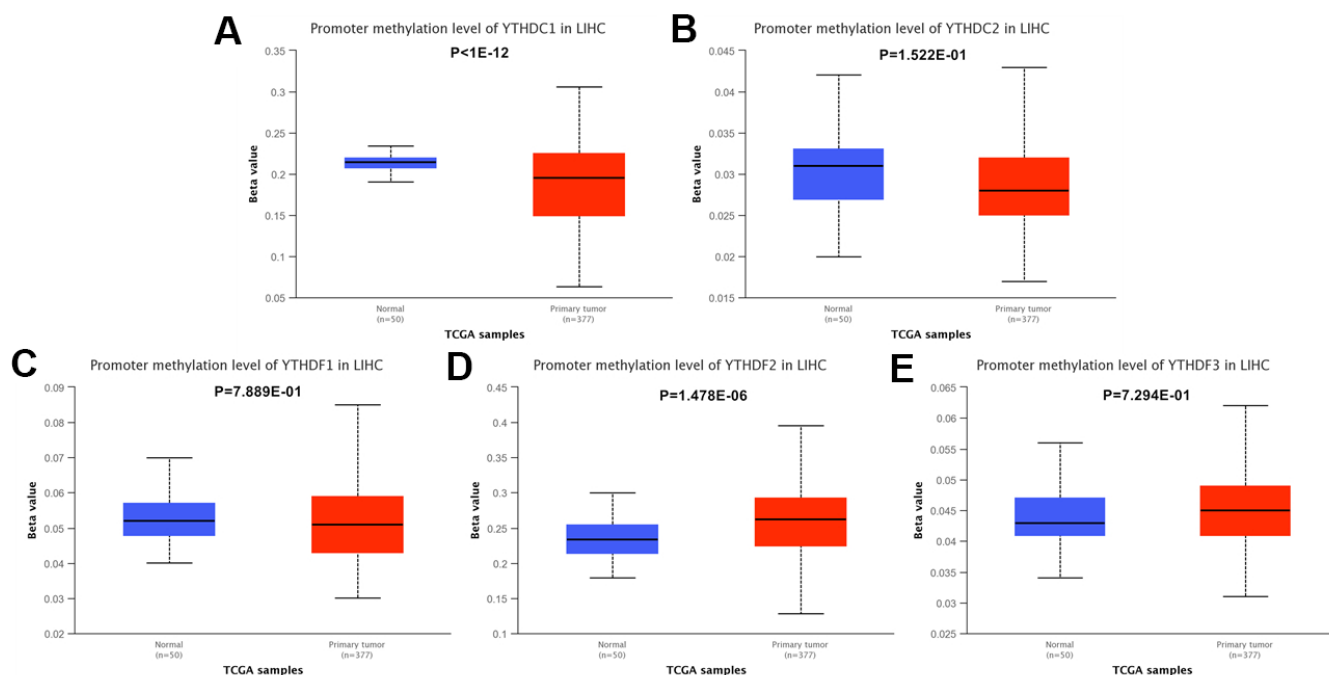 A
Promoter methylation level of YTHDC1 in LIHC
P<1E-12
0.35
0.3
0.25
0.2
0.15
0.1
0.05
Beta value
Normal
(n=50)
Primary tumor
(n=377)
TCGA samples
B
Promoter methylation level of YTHDC2 in LIHC
P=1.522E-01
0.045
0.04
0.035
0.03
0.025
0.02
0.015
Beta value
Normal
(n=50)
Primary tumor
(n=377)
TCGA samples
C
Promoter methylation level of YTHDF1 in LIHC
P=7.889E-01
0.09
0.08
0.07
0.06
0.05
0.04
0.03
0.02
Beta value
Normal
(n=50)
Primary tumor
(n=377)
TCGA samples
D
Promoter methylation level of YTHDF2 in LIHC
P=1.478E-06
0.45
0.4
0.35
0.3
0.25
0.2
0.15
0.1
Beta value
Normal
(n=50)
Primary tumor
(n=377)
TCGA samples
E
Promoter methylation level of YTHDF3 in LIHC
P=7.294E-01
0.065
0.06
0.055
0.05
0.045
0.04
0.035
0.03
0.025
Beta value
Normal
(n=50)
Primary tumor
(n=377)
TCGA samples